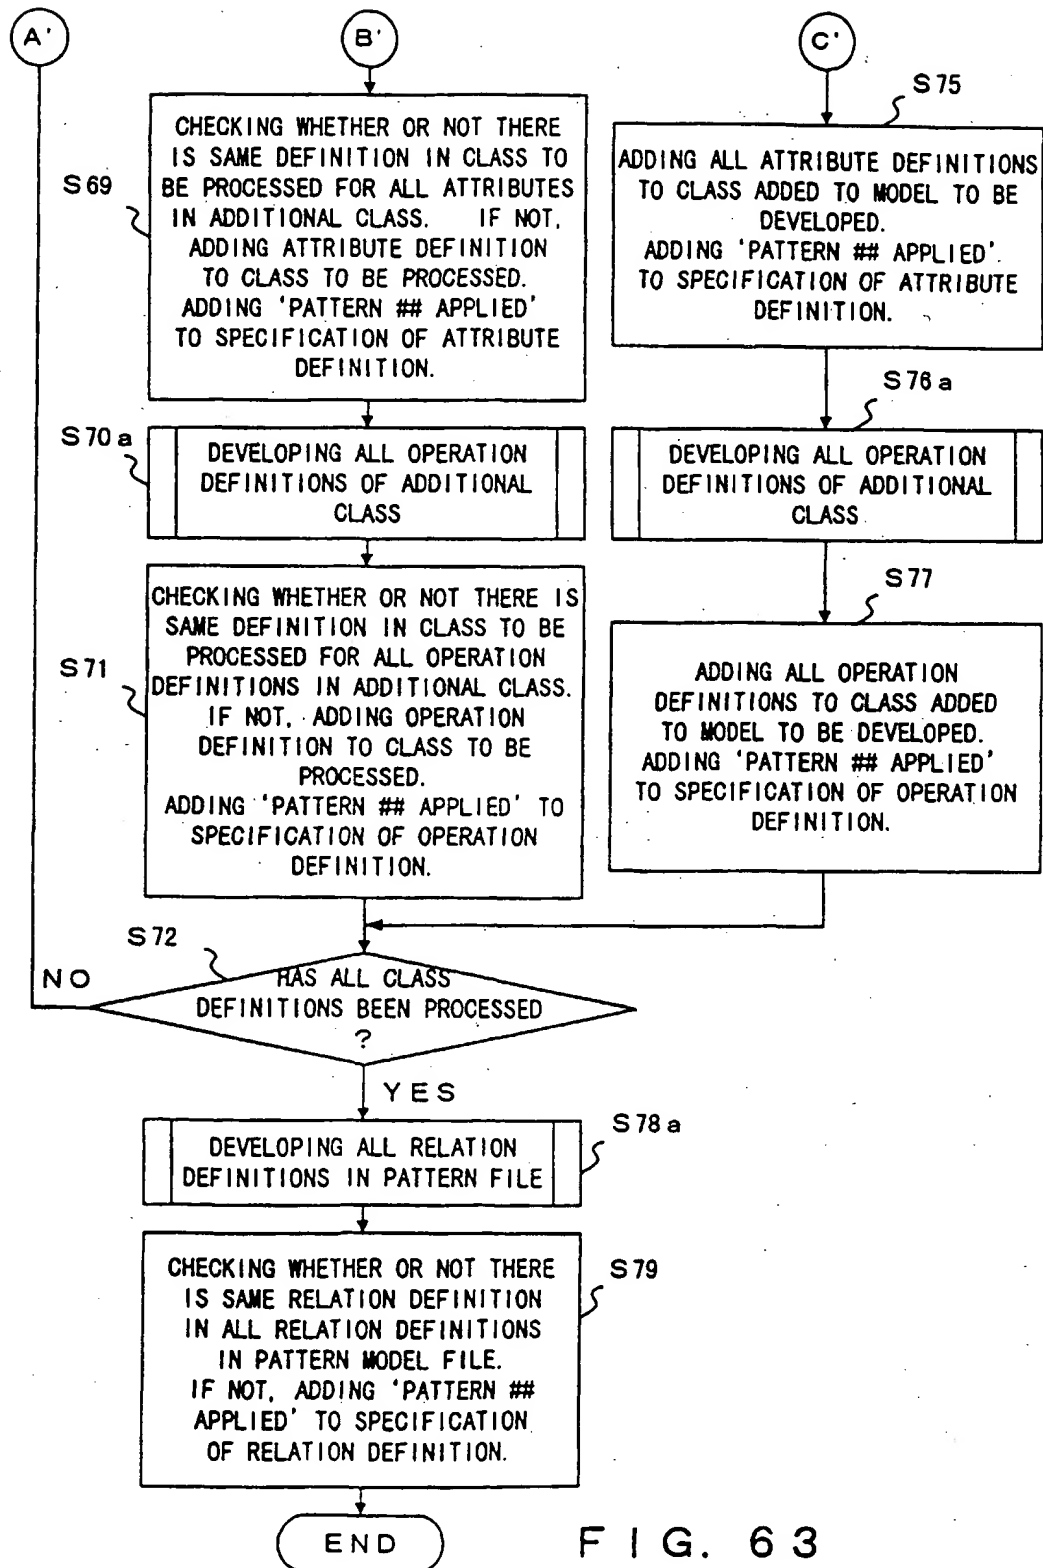 A'
B'
C'
S69
CHECKING WHETHER OR NOT THERE
IS SAME DEFINITION IN CLASS TO
BE PROCESSED FOR ALL ATTRIBUTES
IN ADDITIONAL CLASS. IF NOT,
ADDING ATTRIBUTE DEFINITION
TO CLASS TO BE PROCESSED.
ADDING 'PATTERN ## APPLIED'
TO SPECIFICATION OF ATTRIBUTE
DEFINITION.
S75
ADDING ALL ATTRIBUTE DEFINITIONS
TO CLASS ADDED TO MODEL TO BE
DEVELOPED.
ADDING 'PATTERN ## APPLIED'.
TO SPECIFICATION OF ATTRIBUTE
DEFINITION.
S70a
DEVELOPING ALL OPERATION
DEFINITIONS OF ADDITIONAL
CLASS
S76a
DEVELOPING ALL OPERATION
DEFINITIONS OF ADDITIONAL
CLASS
S71
CHECKING WHETHER OR NOT THERE IS
SAME DEFINITION IN CLASS TO BE
PROCESSED FOR ALL OPERATION
DEFINITIONS IN ADDITIONAL CLASS.
IF NOT, ADDING OPERATION
DEFINITION TO CLASS TO BE
PROCESSED.
ADDING 'PATTERN ## APPLIED' TO
SPECIFICATION OF OPERATION
DEFINITION.
S77
ADDING ALL OPERATION
DEFINITIONS TO CLASS ADDED
TO MODEL TO BE DEVELOPED.
ADDING 'PATTERN ## APPLIED'
TO SPECIFICATION OF OPERATION
DEFINITION.
S72
NO
HAS ALL CLASS
DEFINITIONS BEEN PROCESSED
?
YES
S78a
DEVELOPING ALL RELATION
DEFINITIONS IN PATTERN FILE
S79
CHECKING WHETHER OR NOT THERE
IS SAME RELATION DEFINITION
IN ALL RELATION DEFINITIONS
IN PATTERN MODEL FILE.
IF NOT, ADDING 'PATTERN ##
APPLIED' TO SPECIFICATION
OF RELATION DEFINITION.
END
FIG. 63